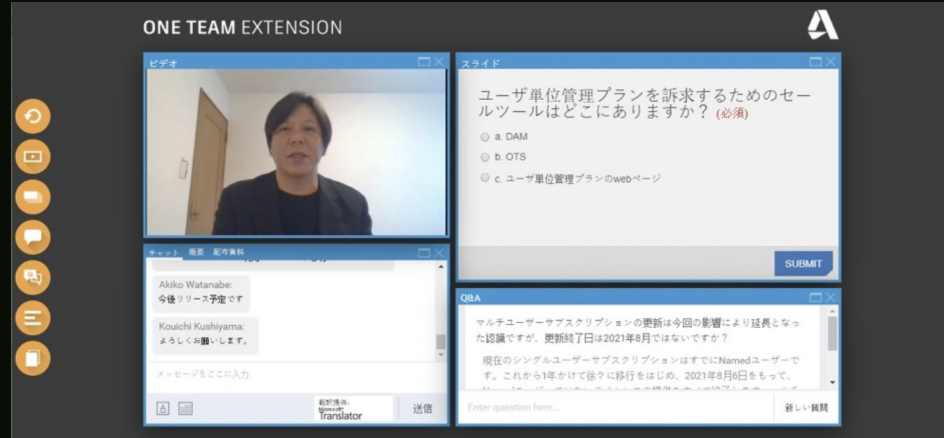 ONE TEAM EXTENSION
ビデオ
スライド
ユーザ単位管理プランを訴求するためのセー
ルツールはどこにありますか？ (必須)
a. DAM
b. OTS
c. ユーザ単位管理プランのwebページ
SUBMIT
チャット 概要 配布資料
Akiko Watanabe:
今後リリース予定です
Kouichi Kushiyama:
よろしくお願いします。
メッセージをここに入力
翻訳提供:
Microsoft
Translator
送信
Q&A
マルチユーザーサブスクリプションの更新は今回の影響により延長となっ
た認識ですが、更新終了日は2021年8月ではないですか？
現在のシングルユーザーサブスクリプションはすでにNamedユーザーで
す。これから1年かけて徐々に移行をはじめ、2021年8月6日をもって、
Enter question here...
新しい質問